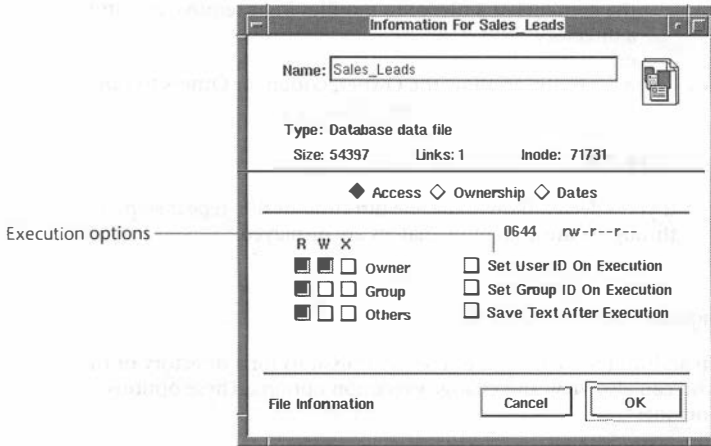 Information For Sales_Leads
Name: Sales_Leads
Type: Database data file
Size: 54397 Links: 1 Inode: 71731
Access Ownership Dates
Execution options
0644 rw-r--r--
R W X
Owner Set User ID On Execution
Group Set Group ID On Execution
Others Save Text After Execution
File Information Cancel OK